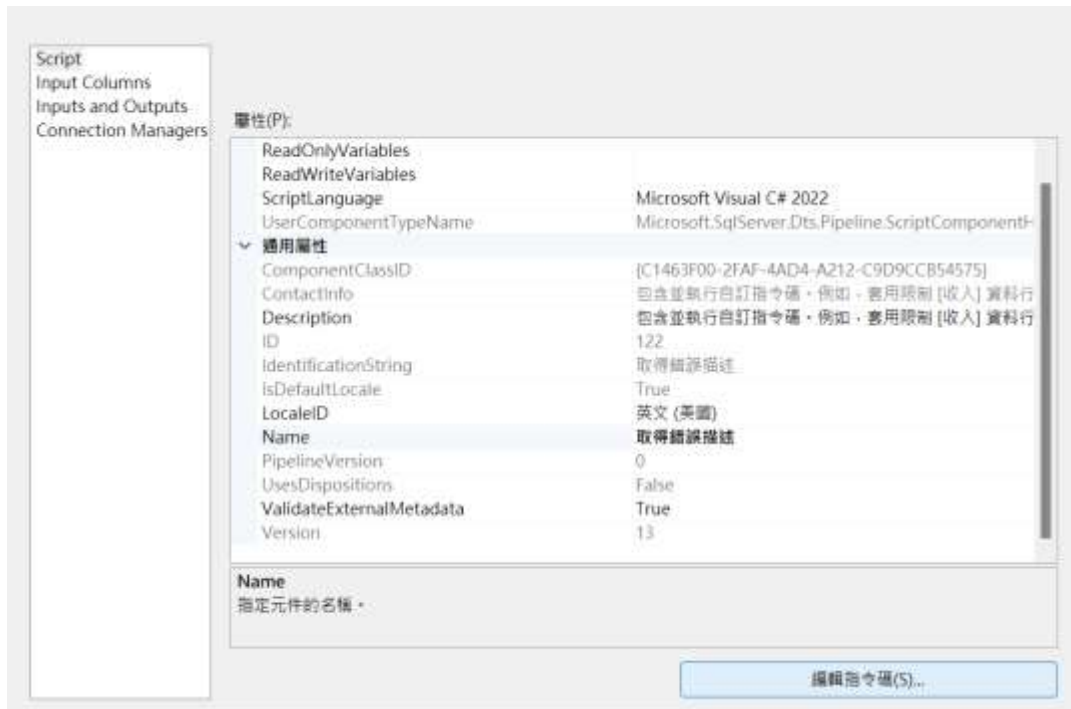 Script
Input Columns
Inputs and Outputs
Connection Managers
屬性(P):
ReadOnlyVariables
ReadWriteVariables
ScriptLanguage Microsoft Visual C# 2022
UserComponentTypeName Microsoft.SqlServer.Dts.Pipeline.ScriptComponentH
通用屬性
ComponentClassID {C1463F00-2FAF-4AD4-A212-C9D9CCB54575}
ContactInfo 包含並執行自訂指令碼。例如，套用限制 [收入] 資料行
Description 包含並執行自訂指令碼。例如，套用限制 [收入] 資料行
ID 122
IdentificationString 取得錯誤描述
IsDefaultLocale True
LocaleID 英文 (美國)
Name 取得錯誤描述
PipelineVersion 0
UsesDispositions False
ValidateExternalMetadata True
Version 13
Name
指定元件的名稱。
編輯指令碼(S)...